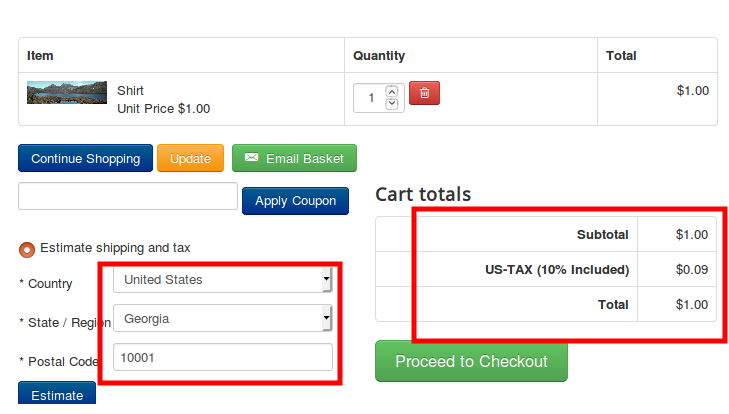 Item Quantity Total
Shirt
Unit Price $1.00
1
$1.00
Continue Shopping Update Email Basket
Apply Coupon
Estimate shipping and tax
* Country United States
* State / Region Georgia
* Postal Code 10001
Estimate
Cart totals
Subtotal $1.00
US-TAX (10% Included) $0.09
Total $1.00
Proceed to Checkout